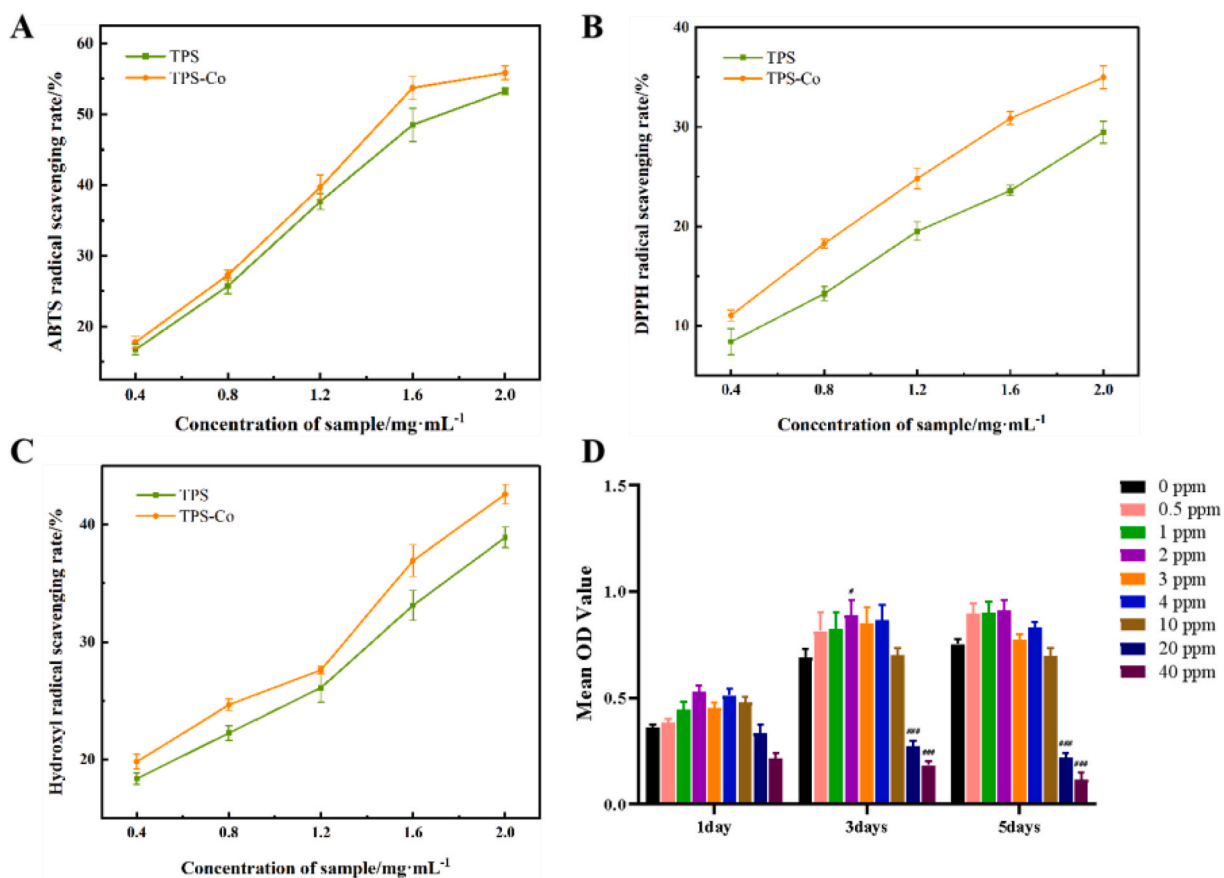 A
ABTS radical scavenging rate/%
60
50
40
30
20
TPS
TPS-Co
0.4 0.8 1.2 1.6 2.0
Concentration of sample/mg·mL⁻¹
B
DPPH radical scavenging rate/%
40
30
20
10
TPS
TPS-Co
0.4 0.8 1.2 1.6 2.0
Concentration of sample/mg·mL⁻¹
C
Hydroxyl radical scavenging rate/%
40
30
20
TPS
TPS-Co
0.4 0.8 1.2 1.6 2.0
Concentration of sample/mg·mL⁻¹
D
Mean OD Value
1.5
1.0
0.5
0.0
#
###
###
###
###
1day 3days 5days
0 ppm
0.5 ppm
1 ppm
2 ppm
3 ppm
4 ppm
10 ppm
20 ppm
40 ppm